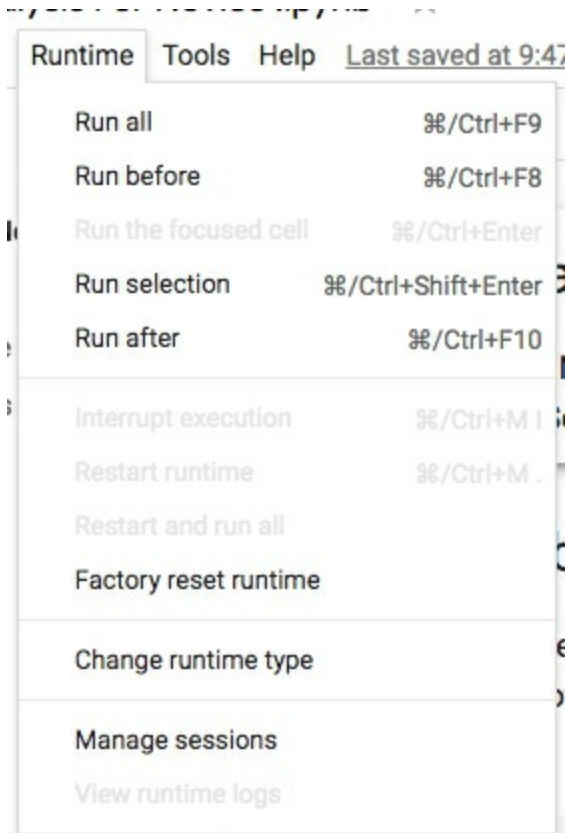 Runtime Tools Help Last saved at 9:47
Run all ⌘/Ctrl+F9
Run before ⌘/Ctrl+F8
Run the focused cell ⌘/Ctrl+Enter
Run selection ⌘/Ctrl+Shift+Enter
Run after ⌘/Ctrl+F10
Interrupt execution ⌘/Ctrl+M I
Restart runtime ⌘/Ctrl+M .
Restart and run all
Factory reset runtime
Change runtime type
Manage sessions
View runtime logs